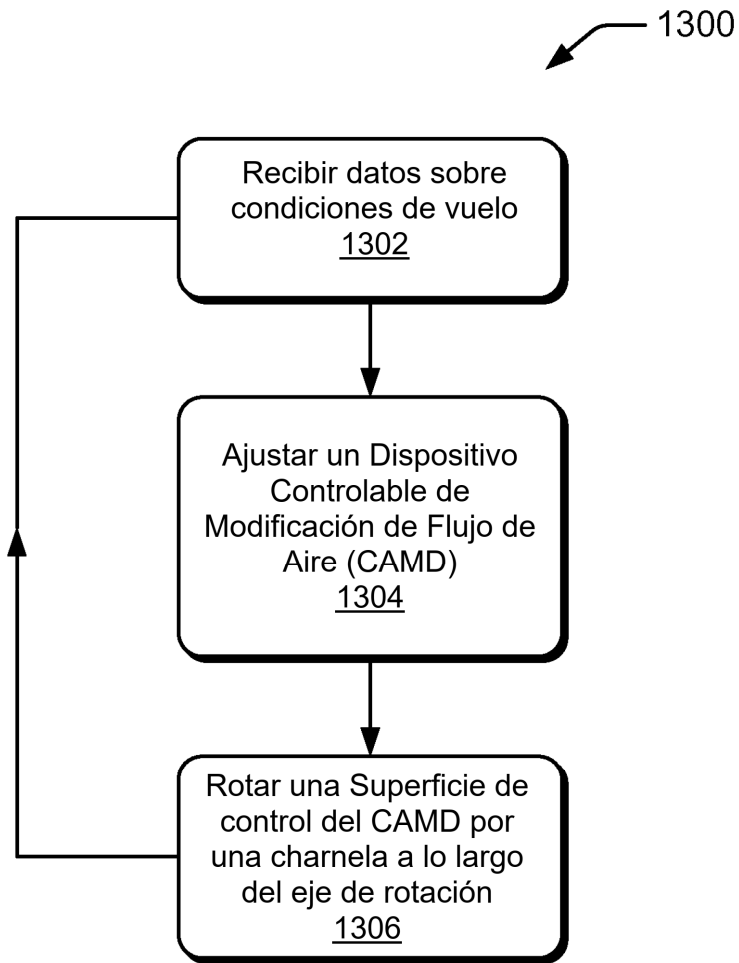 1300
Recibir datos sobre
condiciones de vuelo
1302
Ajustar un Dispositivo
Controlable de
Modificación de Flujo de
Aire (CAMD)
1304
Rotar una Superficie de
control del CAMD por
una charnela a lo largo
del eje de rotación
1306